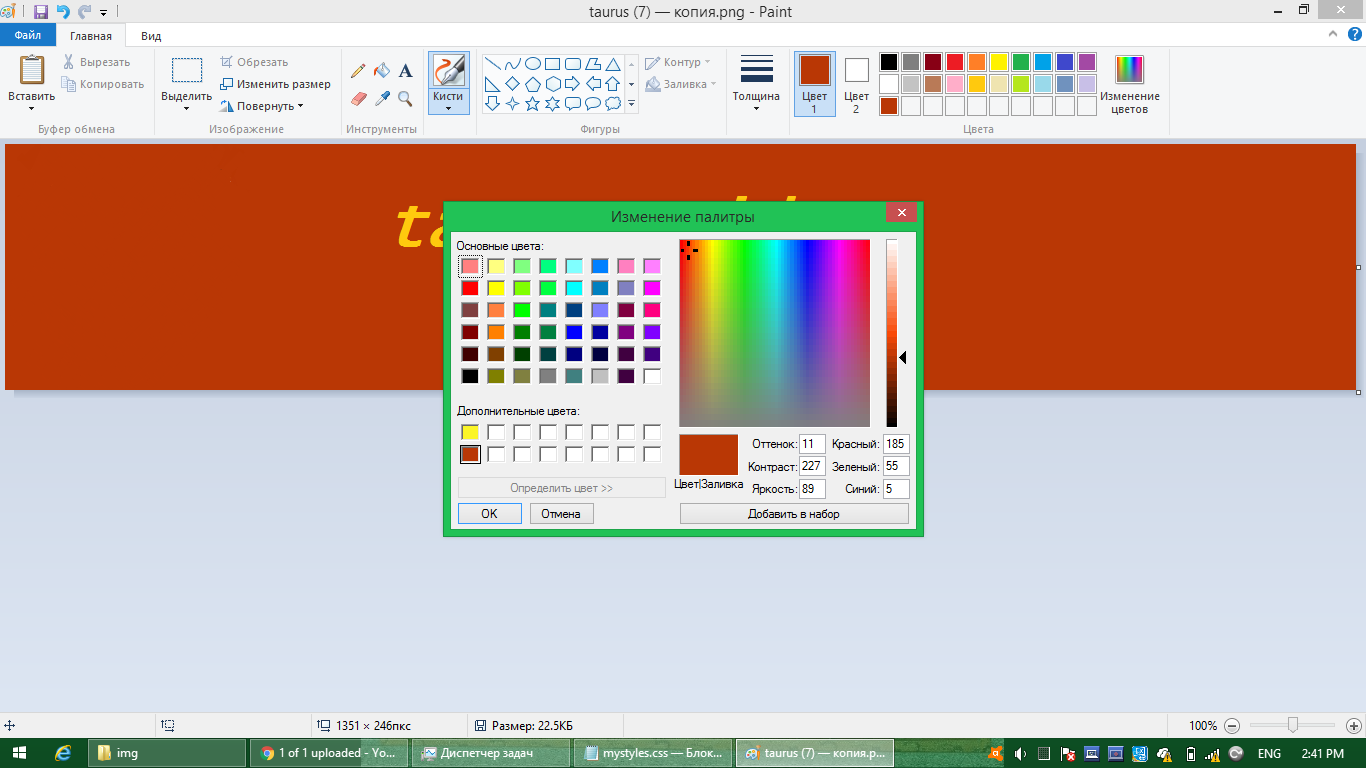 taurus (7) — копия.png - Paint
Файл
Главная
Вид
Вставить
Вырезать
Копировать
Буфер обмена
Выделить
Обрезать
Изменить размер
Повернуть
Изображение
A
Инструменты
Кисти
Контур
Заливка
Фигуры
Толщина
Цвет
1
Цвет
2
Изменение
цветов
Цвета
ta
Изменение палитры
Основные цвета:
Дополнительные цвета:
Определить цвет >>
OK
Отмена
Цвет|Заливка
Оттенок: 11
Контраст: 227
Яркость: 89
Красный: 185
Зеленый: 55
Синий: 5
Добавить в набор
1351 × 246пкс
Размер: 22.5КБ
100%
img
1 of 1 uploaded - Yo...
Диспетчер задач
mystyles.css — Блок...
taurus (7) — копия.p...
ENG
2:41 PM